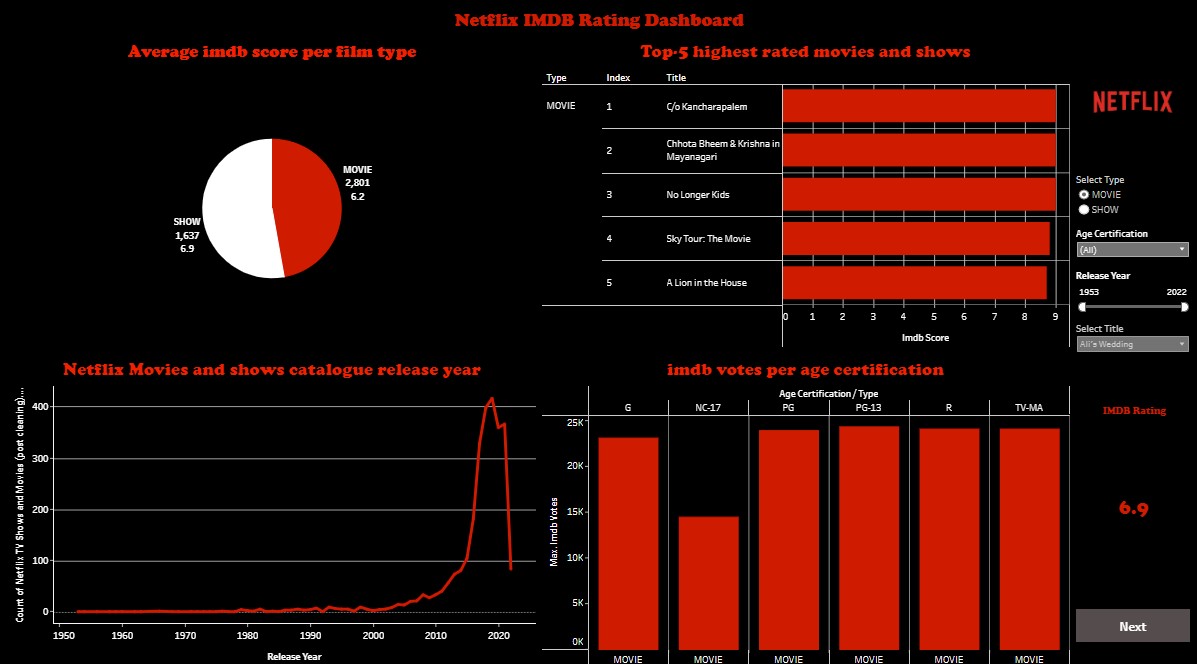 Netflix IMDB Rating Dashboard
Average imdb score per film type
MOVIE
2,801
6.2
SHOW
1,637
6.9
Top-5 highest rated movies and shows
Type Index Title
MOVIE 1 C/o Kancharapalem
2 Chhota Bheem & Krishna in
Mayanagari
3 No Longer Kids
4 Sky Tour: The Movie
5 A Lion in the House
0 1 2 3 4 5 6 7 8 9
Imdb Score
NETFLIX
Select Type
MOVIE
SHOW
Age Certification
(All)
Release Year
1953 2022
Select Title
Ali's Wedding
Netflix Movies and shows catalogue release year
Count of Netflix TV Shows and Movies (post cleaning)....
400
300
200
100
0
1950 1960 1970 1980 1990 2000 2010 2020
Release Year
imdb votes per age certification
Age Certification / Type
G NC-17 PG PG-13 R TV-MA
Max. Imdb Votes
25K
20K
15K
10K
5K
0K
MOVIE MOVIE MOVIE MOVIE MOVIE MOVIE
IMDB Rating
6.9
Next